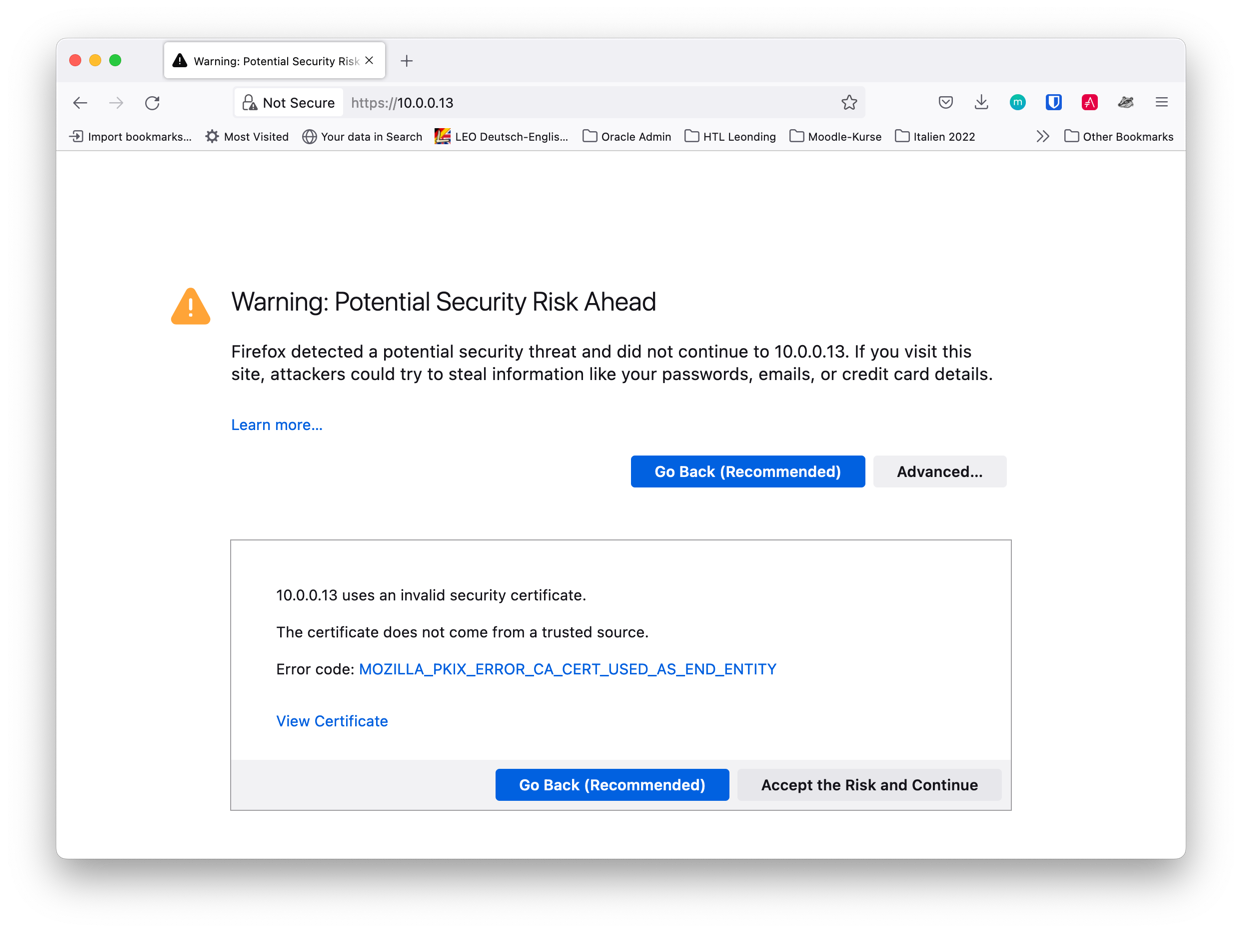 Warning: Potential Security Risk
Not Secure https://10.0.0.13
Import bookmarks... Most Visited Your data in Search LEO Deutsch-Englis... Oracle Admin HTL Leonding Moodle-Kurse Italien 2022 Other Bookmarks
Warning: Potential Security Risk Ahead
Firefox detected a potential security threat and did not continue to 10.0.0.13. If you visit this
site, attackers could try to steal information like your passwords, emails, or credit card details.
Learn more...
Go Back (Recommended) Advanced...
10.0.0.13 uses an invalid security certificate.
The certificate does not come from a trusted source.
Error code: MOZILLA_PKIX_ERROR_CA_CERT_USED_AS_END_ENTITY
View Certificate
Go Back (Recommended) Accept the Risk and Continue